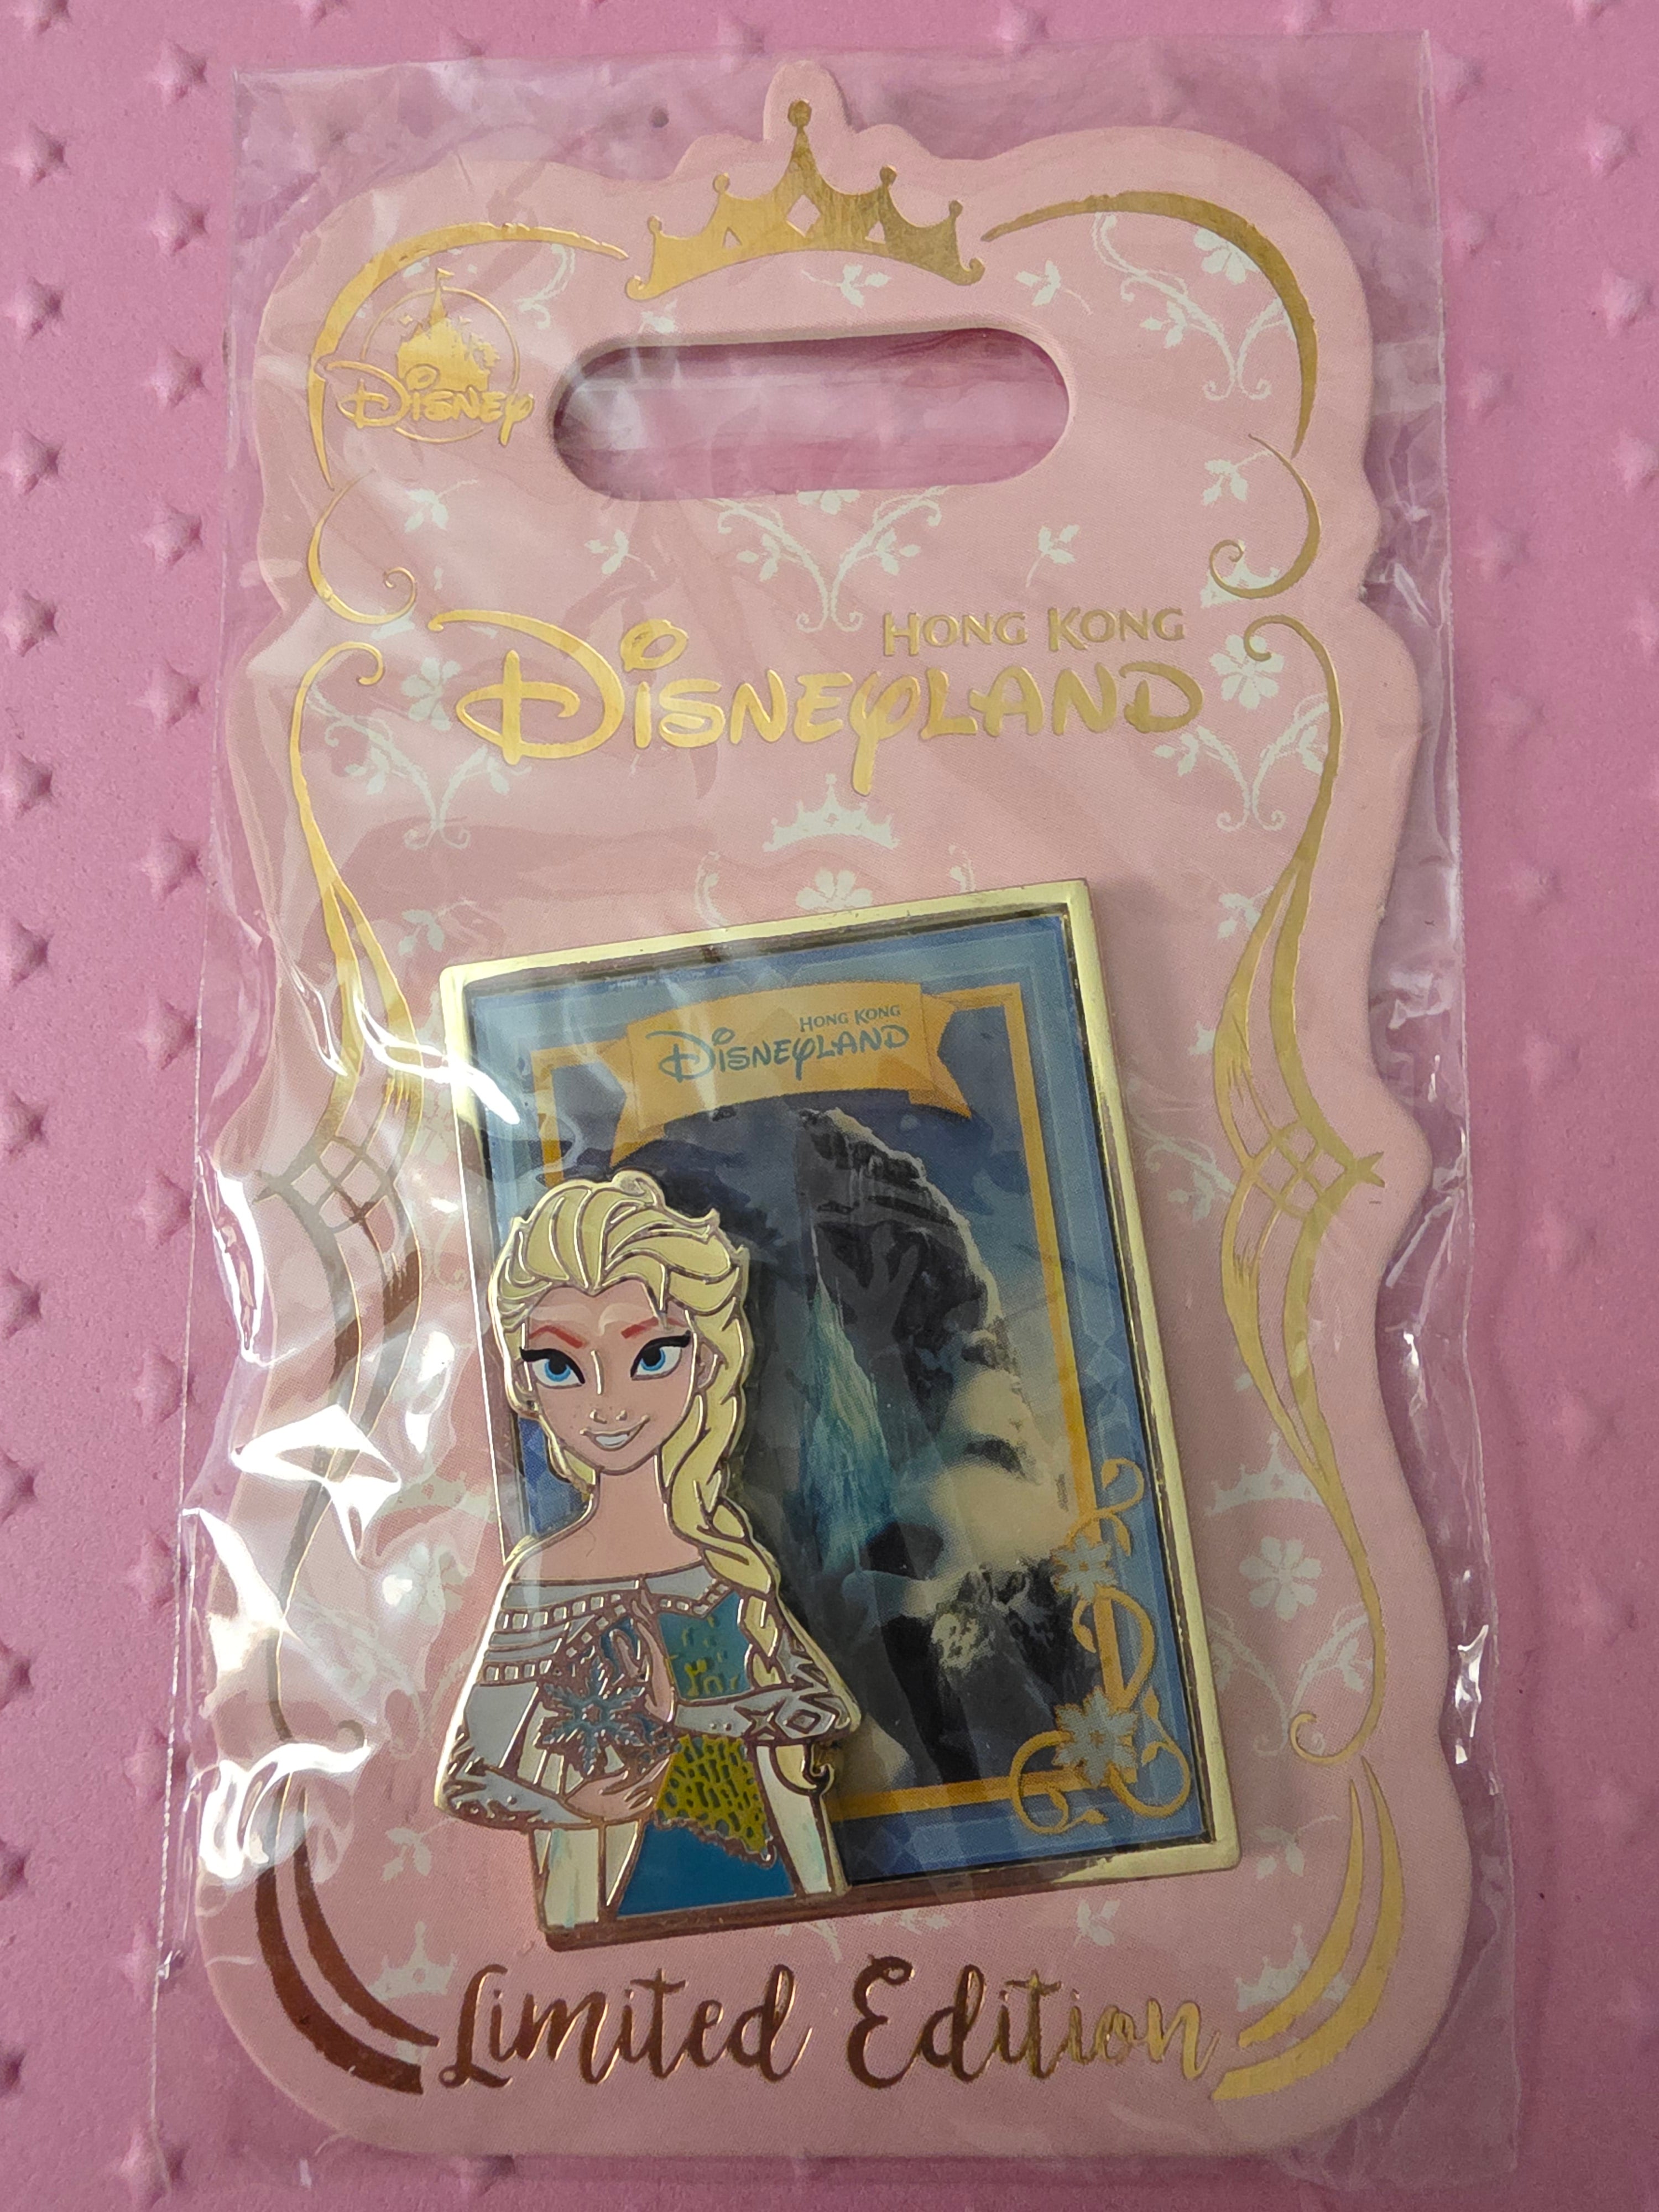 Disney
HONG KONG
Disneyland
HONG KONG
Disneyland
Limited Edition